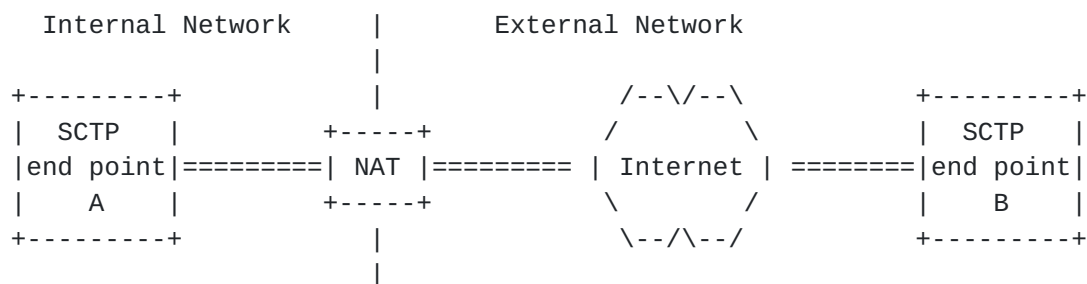 Internal Network | External Network
|
+---------+ | /--\/--\ +---------+
| SCTP | +-----+ / \ | SCTP |
|end point|=========| NAT |========= | Internet | ========|end point|
| A | +-----+ \ / | B |
+---------+ | \--/\--/ +---------+
|